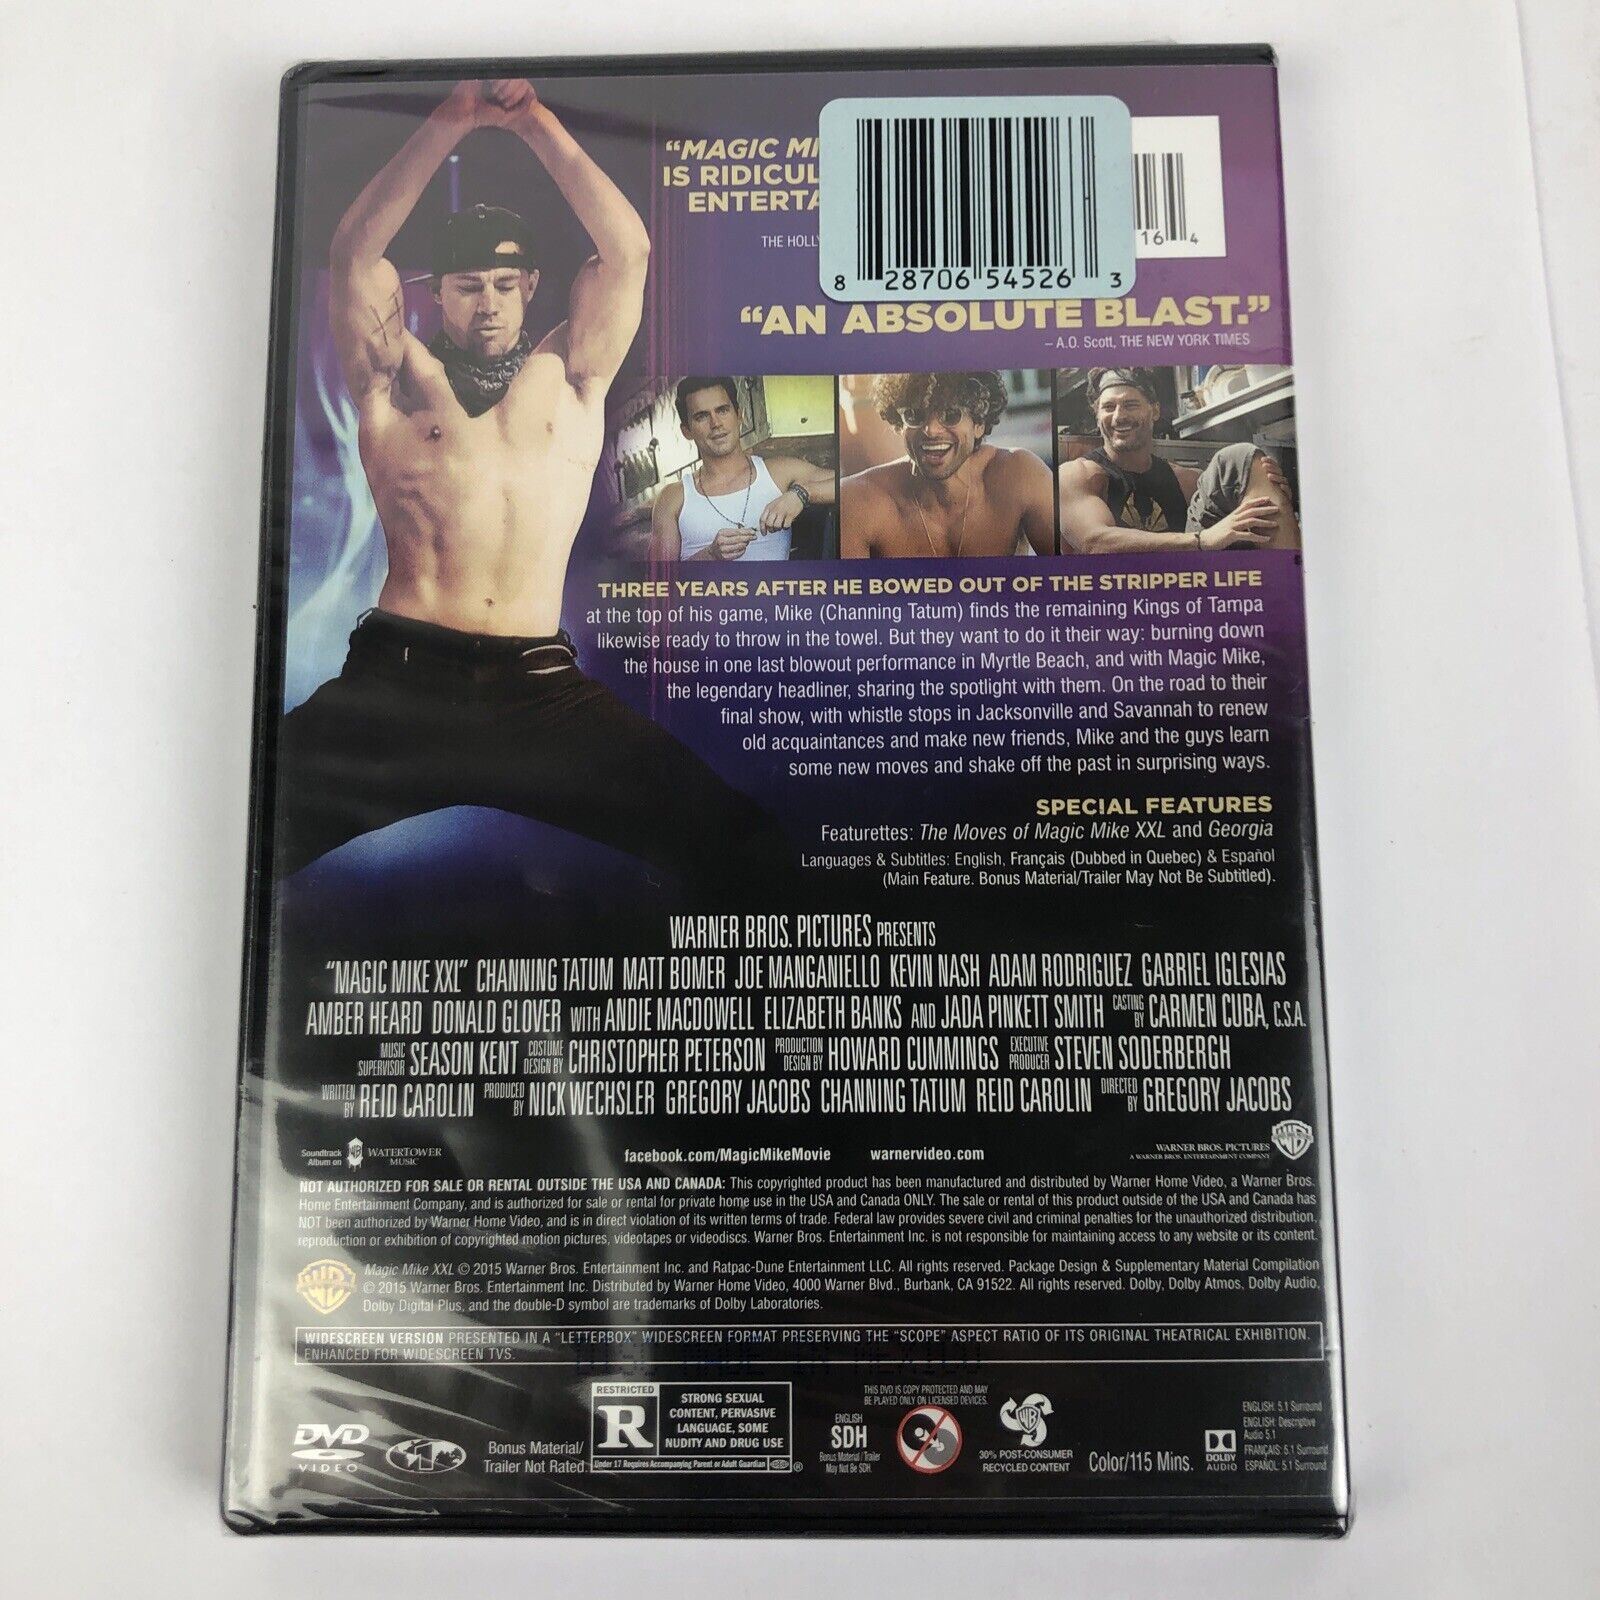 “MAGIC MI
IS RIDICUL
ENTERTA
THE HOLLY
16 4
8 28706 54526 3
“AN ABSOLUTE BLAST.”
– A.O. Scott, THE NEW YORK TIMES
THREE YEARS AFTER HE BOWED OUT OF THE STRIPPER LIFE
at the top of his game, Mike (Channing Tatum) finds the remaining Kings of Tampa
likewise ready to throw in the towel. But they want to do it their way: burning down
the house in one last blowout performance in Myrtle Beach, and with Magic Mike,
the legendary headliner, sharing the spotlight with them. On the road to their
final show, with whistle stops in Jacksonville and Savannah to renew
old acquaintances and make new friends, Mike and the guys learn
some new moves and shake off the past in surprising ways.
SPECIAL FEATURES
Featurettes: The Moves of Magic Mike XXL and Georgia
Languages & Subtitles: English, Français (Dubbed in Quebec) & Español
(Main Feature. Bonus Material/Trailer May Not Be Subtitled).
WARNER BROS. PICTURES PRESENTS
“MAGIC MIKE XXL” CHANNING TATUM MATT BOMER JOE MANGANIELLO KEVIN NASH ADAM RODRIGUEZ GABRIEL IGLESIAS
AMBER HEARD DONALD GLOVER WITH ANDIE MACDOWELL ELIZABETH BANKS AND JADA PINKETT SMITH CASTING BY CARMEN CUBA, C.S.A.
MUSIC SUPERVISOR SEASON KENT COSTUME DESIGN BY CHRISTOPHER PETERSON PRODUCTION DESIGN BY HOWARD CUMMINGS EXECUTIVE PRODUCER STEVEN SODERBERGH
WRITTEN BY REID CAROLIN PRODUCED BY NICK WECHSLER GREGORY JACOBS CHANNING TATUM REID CAROLIN DIRECTED BY GREGORY JACOBS
Soundtrack Album on WATERTOWER MUSIC facebook.com/MagicMikeMovie warnervideo.com WARNER BROS. PICTURES
A WARNER BROS. ENTERTAINMENT COMPANY
NOT AUTHORIZED FOR SALE OR RENTAL OUTSIDE THE USA AND CANADA: This copyrighted product has been manufactured and distributed by Warner Home Video, a Warner Bros.
Home Entertainment Company, and is authorized for sale or rental for private home use in the USA and Canada ONLY. The sale or rental of this product outside of the USA and Canada has
NOT been authorized by Warner Home Video, and is in direct violation of its written terms of trade. Federal law provides severe civil and criminal penalties for the unauthorized distribution,
reproduction or exhibition of copyrighted motion pictures, videotapes or videodiscs. Warner Bros. Entertainment Inc. is not responsible for maintaining access to any website or its content.
Magic Mike XXL © 2015 Warner Bros. Entertainment Inc. and Ratpac-Dune Entertainment LLC. All rights reserved. Package Design & Supplementary Material Compilation
© 2015 Warner Bros. Entertainment Inc. Distributed by Warner Home Video, 4000 Warner Blvd., Burbank, CA 91522. All rights reserved. Dolby, Dolby Atmos, Dolby Audio,
Dolby Digital Plus, and the double-D symbol are trademarks of Dolby Laboratories.
WIDESCREEN VERSION PRESENTED IN A “LETTERBOX” WIDESCREEN FORMAT PRESERVING THE “SCOPE” ASPECT RATIO OF ITS ORIGINAL THEATRICAL EXHIBITION.
ENHANCED FOR WIDESCREEN TVS.
DVD
VIDEO
1
Bonus Material/
Trailer Not Rated.
RESTRICTED
R
STRONG SEXUAL
CONTENT, PERVASIVE
LANGUAGE, SOME
NUDITY AND DRUG USE
Under 17 Requires Accompanying Parent or Adult Guardian
THIS DVD IS COPY PROTECTED AND MAY
BE PLAYED ONLY ON LICENSED DEVICES.
ENGLISH
SDH
Bonus Material/Trailer
May Not Be SDH.
30% POST-CONSUMER
RECYCLED CONTENT
Color/115 Mins.
DOLBY
AUDIO
ENGLISH: 5.1 Surround
ENGLISH: Descriptive
Audio 5.1
FRANÇAIS: 5.1 Surround
ESPAÑOL: 5.1 Surround